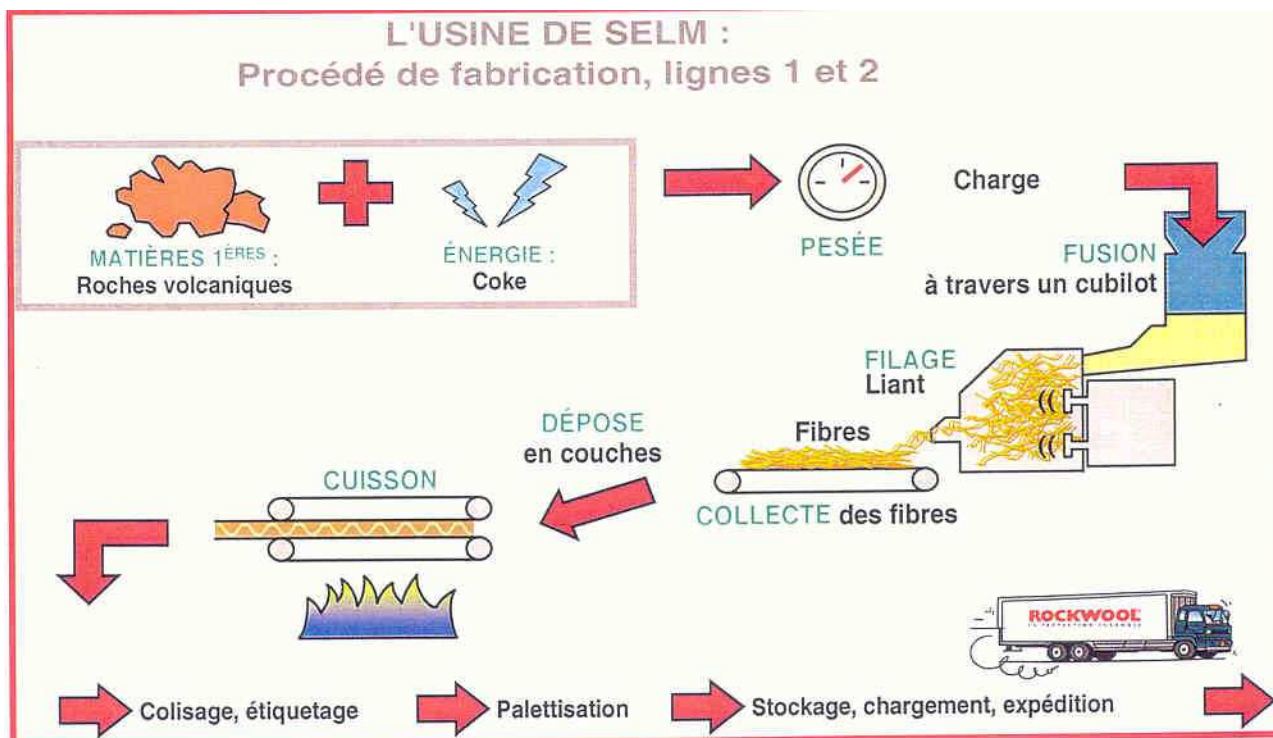 L'USINE DE SELM :
Procédé de fabrication, lignes 1 et 2
MATIÈRES 1ÈRES :
Roches volcaniques
ÉNERGIE :
Coke
PESÉE
Charge
FUSION
à travers un cubilot
FILAGE
Liant
Fibres
COLLECTE des fibres
DÉPOSE
en couches
CUISSON
ROCKWOOL
Colisage, étiquetage
Palettisation
Stockage, chargement, expédition